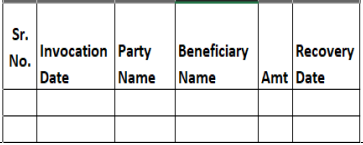 Sr. No.
Invocation Date
Party Name
Beneficiary Name
Amt
Recovery Date